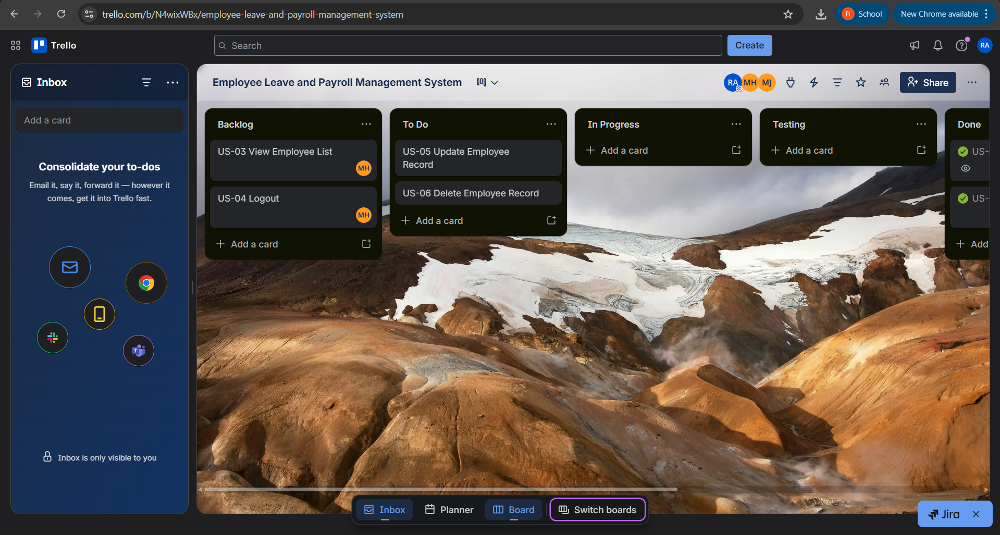 trello.com/b/N4wixWBx/employee-leave-and-payroll-management-system
R School
New Chrome available
Trello
Search
Create
RA
Inbox
Add a card
Consolidate your to-dos
Email it, say it, forward it — however it
comes, get it into Trello fast.
T
Inbox is only visible to you
Employee Leave and Payroll Management System
RA MH MJ
Share
Backlog
US-03 View Employee List
MH
US-04 Logout
MH
Add a card
To Do
US-05 Update Employee
Record
US-06 Delete Employee Record
Add a card
In Progress
Add a card
Testing
Add a card
Done
US-
US-
Add
Inbox
Planner
Board
Switch boards
Jira